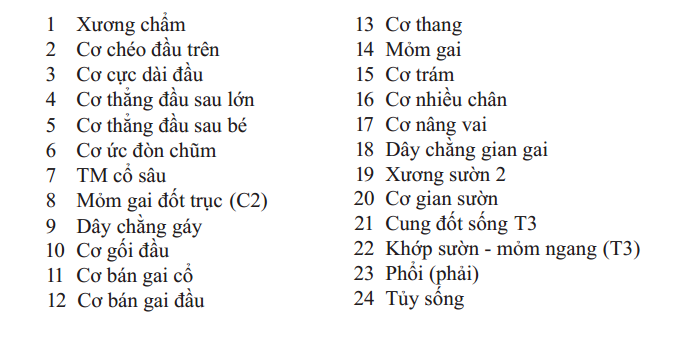 1 Xương chẩm
2 Cơ chéo đầu trên
3 Cơ cực dài đầu
4 Cơ thẳng đầu sau lớn
5 Cơ thẳng đầu sau bé
6 Cơ ức đòn chũm
7 TM cổ sâu
8 Mỏm gai đốt trục (C2)
9 Dây chằng gáy
10 Cơ gối đầu
11 Cơ bán gai cổ
12 Cơ bán gai đầu
13 Cơ thang
14 Mỏm gai
15 Cơ trám
16 Cơ nhiều chân
17 Cơ nâng vai
18 Dây chằng gian gai
19 Xương sườn 2
20 Cơ gian sườn
21 Cung đốt sống T3
22 Khớp sườn - mỏm ngang (T3)
23 Phổi (phải)
24 Tủy sống